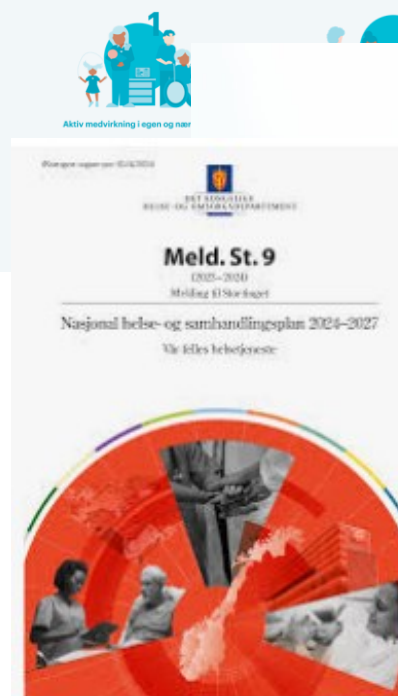 1
Aktiv medvirkning i egen og nær
DET KONGELIGE
HELSE- OG OMSORGSDEPARTEMENT
Meld. St. 9
(2023–2024)
Melding til Stortinget
Nasjonal helse- og samhandlingsplan 2024–2027
Vår felles helsetjeneste